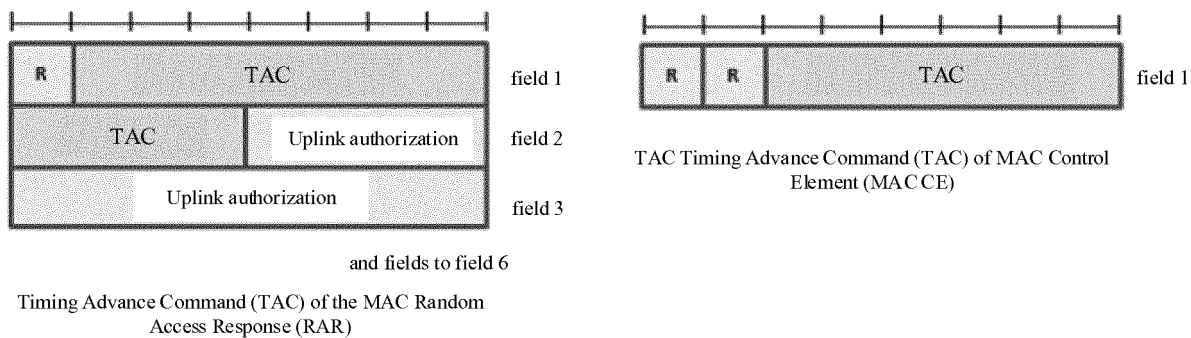 R TAC field 1
TAC Uplink authorization field 2
Uplink authorization field 3
and fields to field 6
Timing Advance Command (TAC) of the MAC Random
Access Response (RAR)
R R TAC field 1
TAC Timing Advance Command (TAC) of MAC Control
Element (MAC CE)